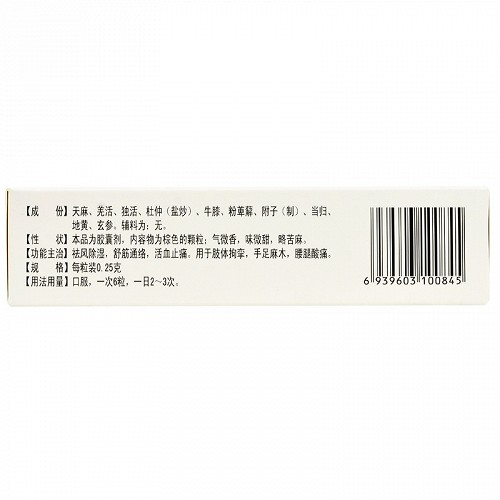 【成 份】天麻、羌活、独活、杜仲（盐炒）、牛膝、粉萆薢、附子（制）、当归、
地黄、玄参。辅料为：无。
【性 状】本品为胶囊剂，内容物为棕色的颗粒；气微香，味微甜，略苦麻。
【功能主治】祛风除湿，舒筋通络，活血止痛。用于肢体拘挛，手足麻木，腰腿酸痛。
【规 格】每粒装0.25克
【用法用量】口服，一次6粒，一日2～3次。
6 939603 100845